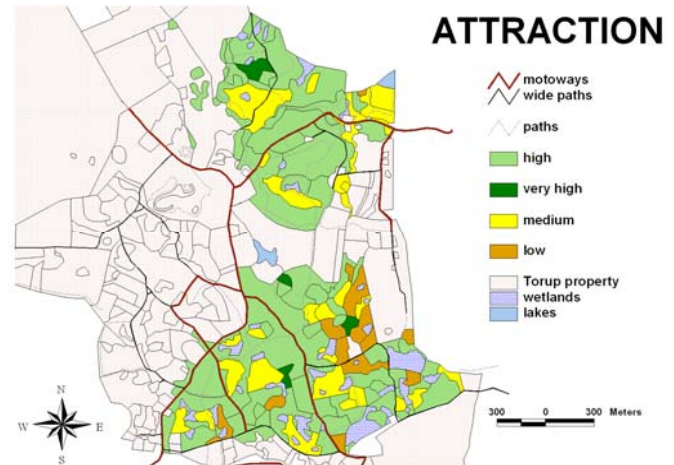 ATTRACTION
motoways
wide paths
paths
high
very high
medium
low
Torup property
wetlands
lakes
N
W E
S
300 0 300 Meters